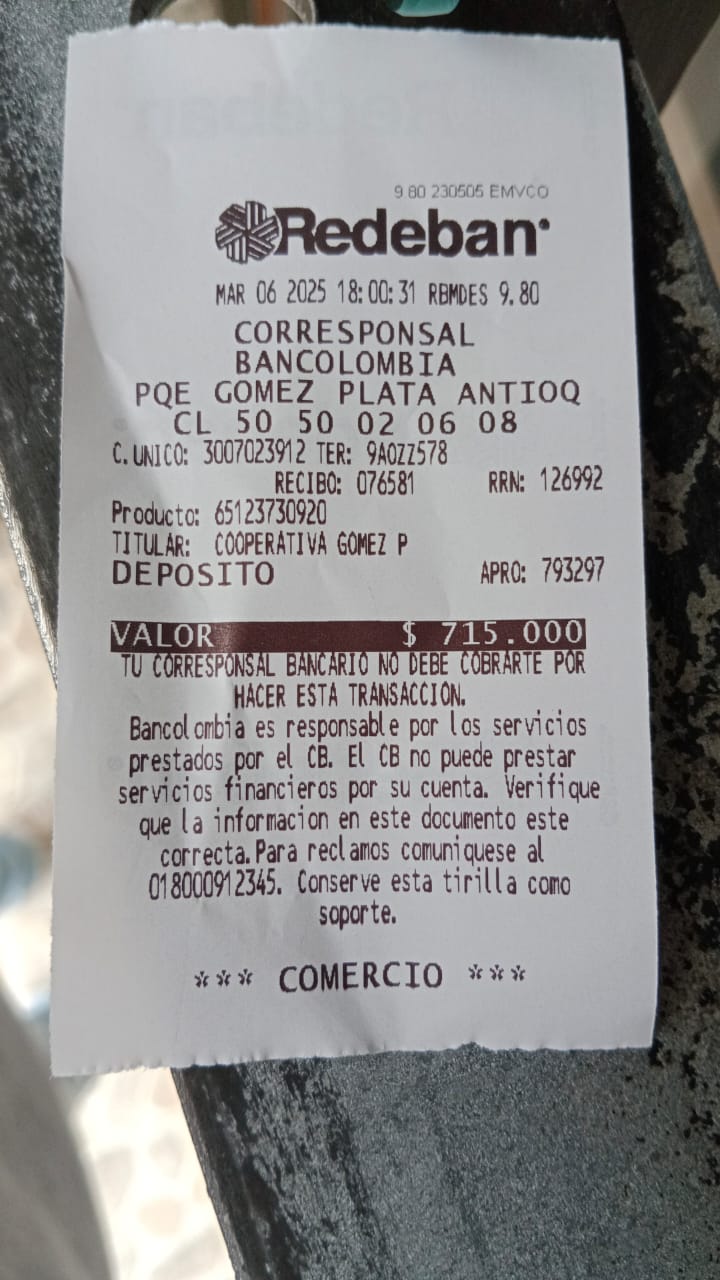 9 80 230505 EMVCO
Redeban
MAR 06 2025 18:00:31 RBMDES 9.80
CORRESPONSAL
BANCOLOMBIA
PQE GOMEZ PLATA ANTIOQ
CL 50 50 02 06 08
C. UNICO: 3007023912 TER: 9AOZZ578
RECIBO: 076581 RRN: 126992
Producto: 65123730920
TITULAR: COOPERATIVA GOMEZ P
DEPOSITO APRO: 793297
VALOR $ 715.000
TU CORRESPONSAL BANCARIO NO DEBE COBRARTE POR
HACER ESTA TRANSACCION.
Bancolombia es responsable por los servicios
prestados por el CB. El CB no puede prestar
servicios financieros por su cuenta. Verifique
que la informacion en este documento este
correcta. Para reclamos comuniquese al
018000912345. Conserve esta tirilla como
soporte.
*** COMERCIO ***